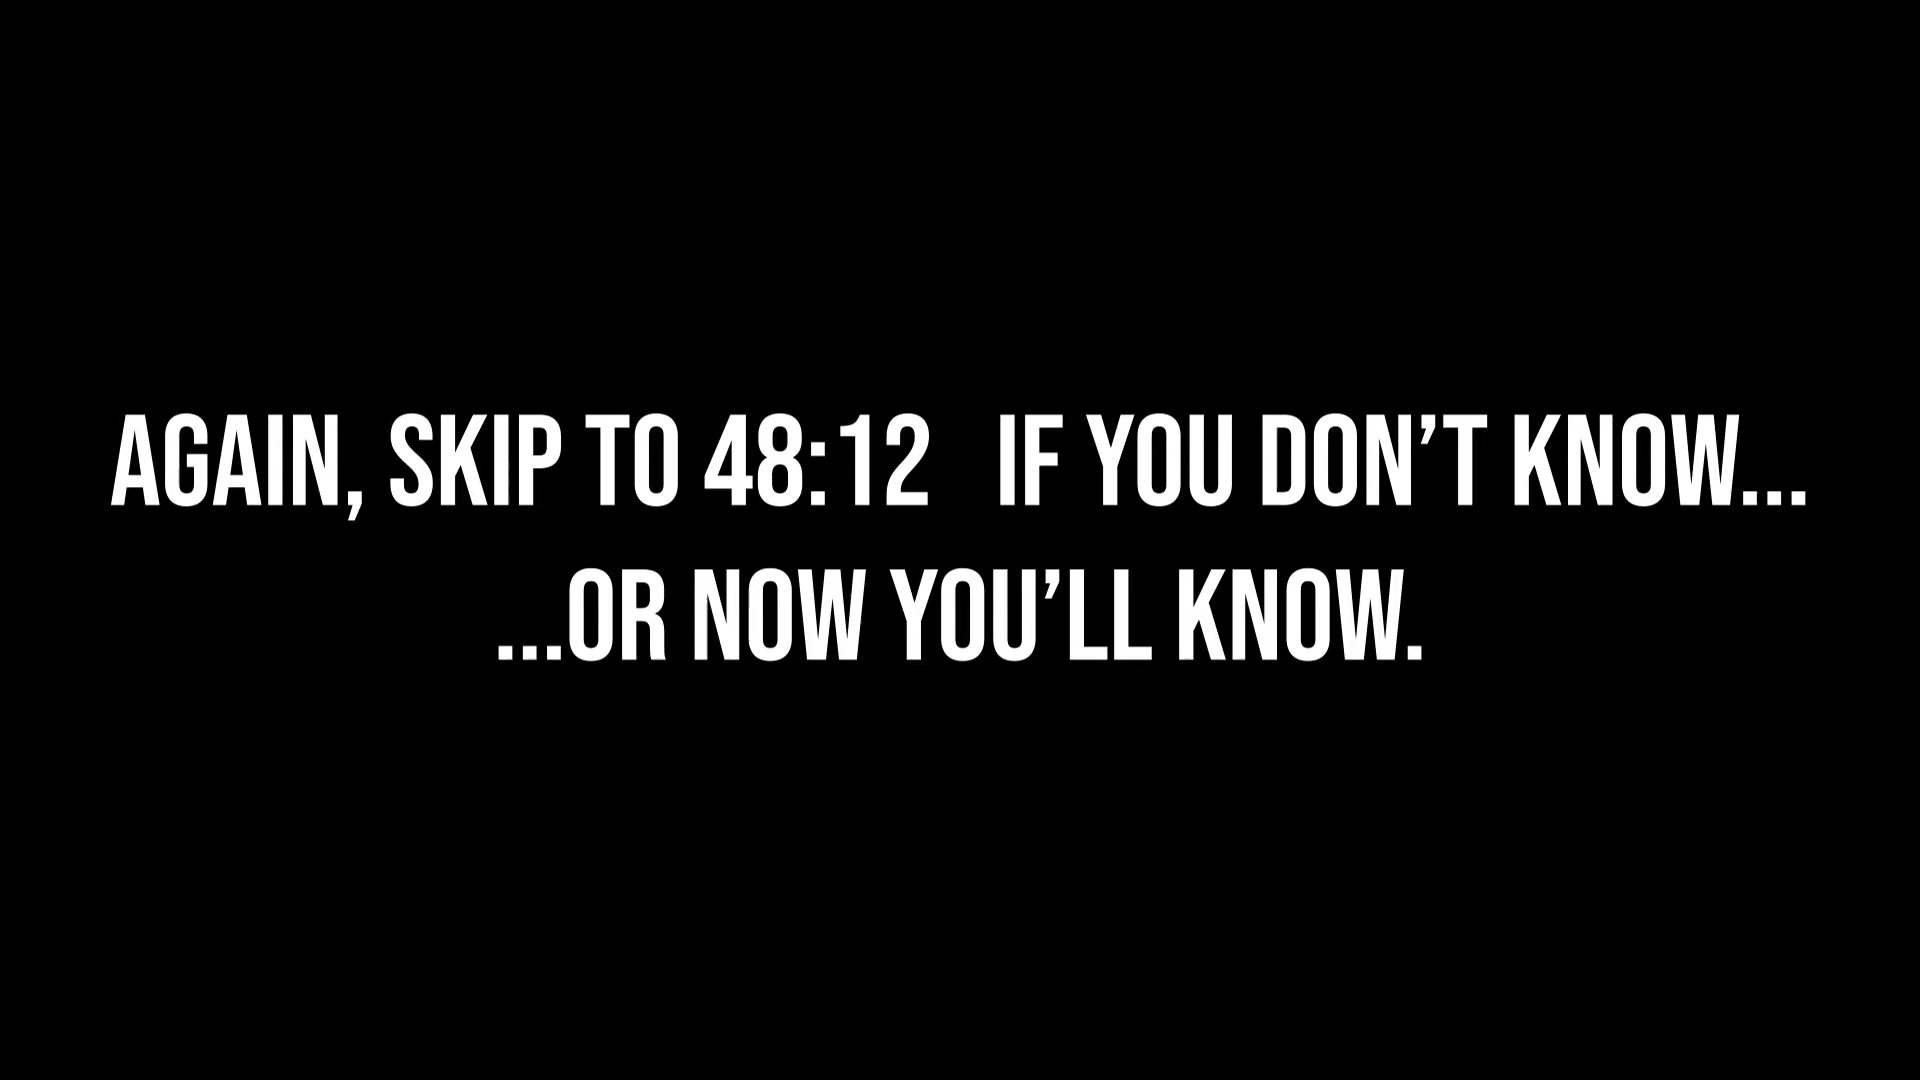 AGAIN, SKIP TO 48:12 IF YOU DON’T KNOW...
...OR NOW YOU’LL KNOW.